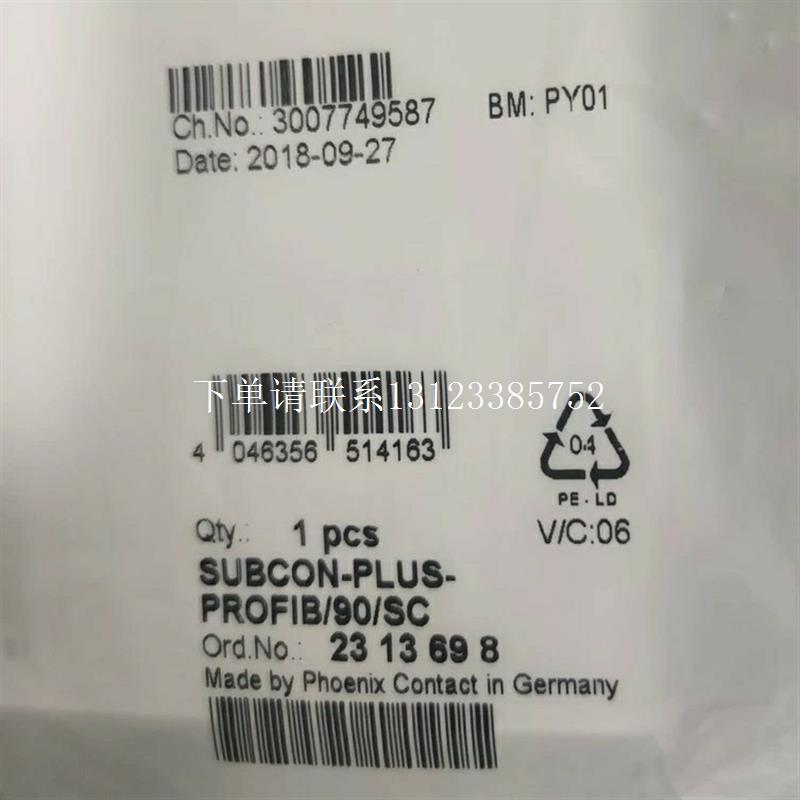 Ch.No.: 3007749587
BM: PY01
Date: 2018-09-27
下单请联系13123385752
4 046356 514163
04
PE-LD
Qty.: 1 pcs
V/C:06
SUBCON-PLUS-
PROFIB/90/SC
Ord.No.: 23 13 69 8
Made by Phoenix Contact in Germany